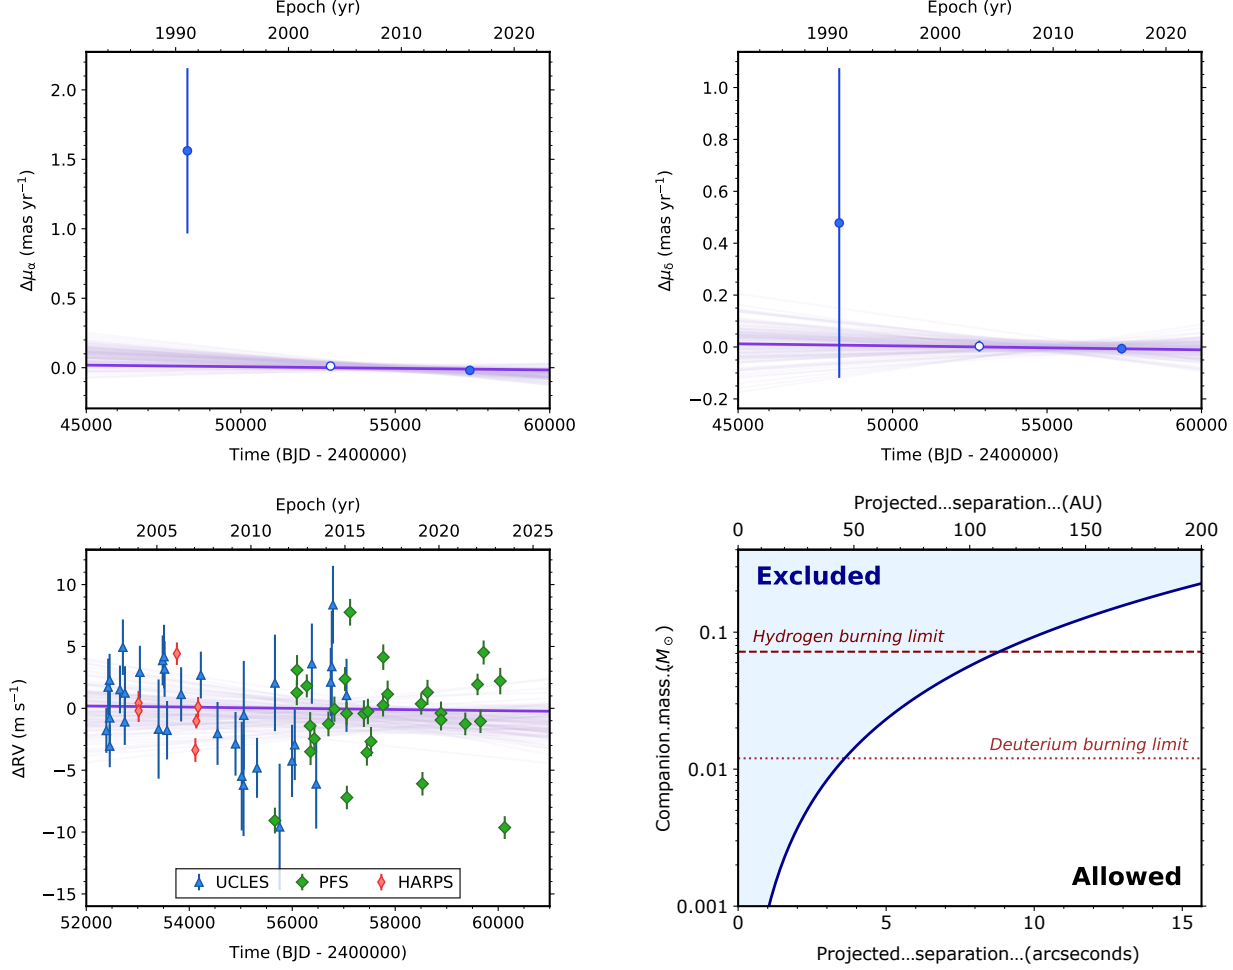 Epoch (yr)
1990 2000 2010 2020
2.0
1.5
1.0
0.5
0.0
Δμα (mas yr−1)
45000 50000 55000 60000
Time (BJD - 2400000)
Epoch (yr)
1990 2000 2010 2020
1.0
0.8
0.6
0.4
0.2
0.0
−0.2
Δμδ (mas yr−1)
45000 50000 55000 60000
Time (BJD - 2400000)
Epoch (yr)
2005 2010 2015 2020 2025
10
5
0
−5
−10
−15
ΔRV (m s−1)
UCLES PFS HARPS
52000 54000 56000 58000 60000
Time (BJD - 2400000)
Projected...separation...(AU)
0 50 100 150 200
Excluded
Hydrogen burning limit
Deuterium burning limit
Allowed
0.1
0.01
0.001
Companion..mass..(M⊙)
0 5 10 15
Projected...separation...(arcseconds)